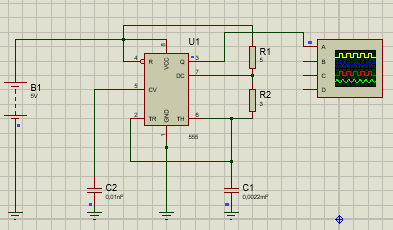 U1
8
4 R VCC Q 3
DC 7
5 CV
2 TR GND TH 6
1
555
B1
5V
R1
5
R2
3
C2
0,01nF
C1
0,0022mF
A
B
C
D